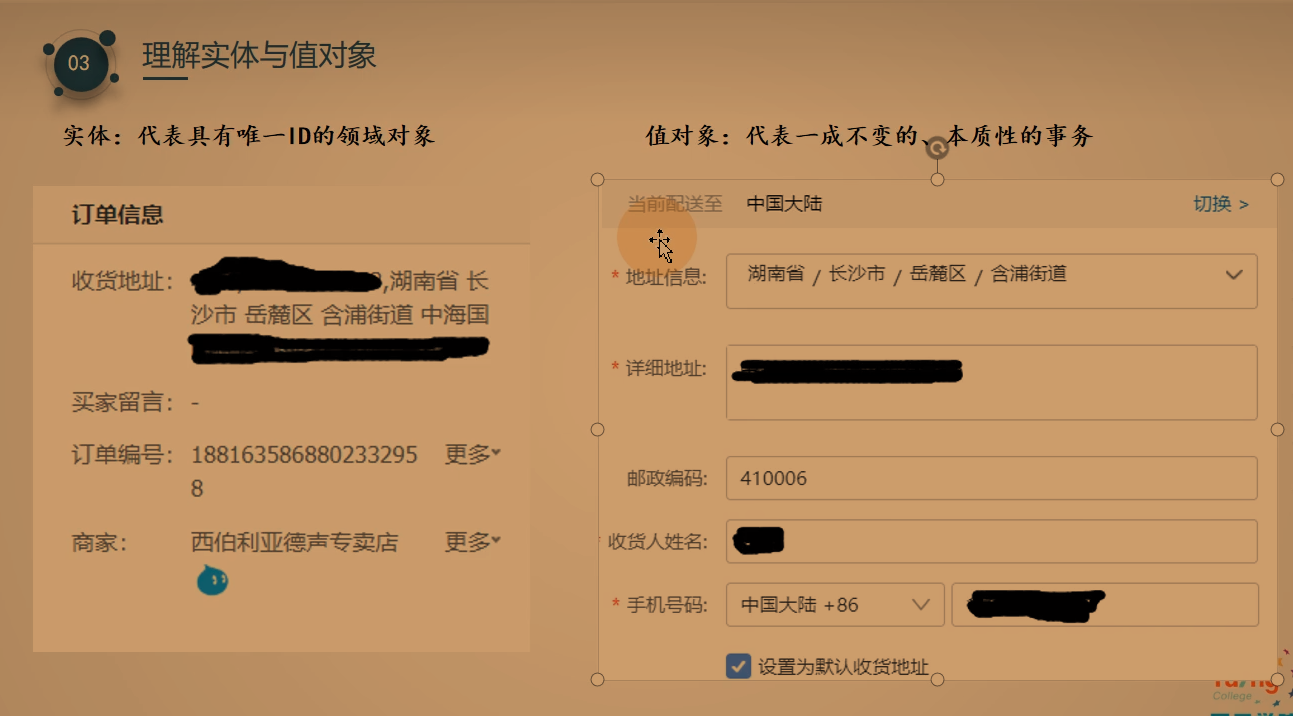 03
理解实体与值对象
实体：代表具有唯一ID的领域对象
值对象：代表一成不变的、本质性的事务
订单信息
收货地址：
,湖南省 长
沙市 岳麓区 含浦街道 中海国
买家留言： -
订单编号： 188163586880233295 更多
8
商家： 西伯利亚德声专卖店 更多
当前配送至 中国大陆 切换 >
* 地址信息: 湖南省 / 长沙市 / 岳麓区 / 含浦街道
* 详细地址:
邮政编码: 410006
收货人姓名:
* 手机号码: 中国大陆 +86
设置为默认收货地址
College